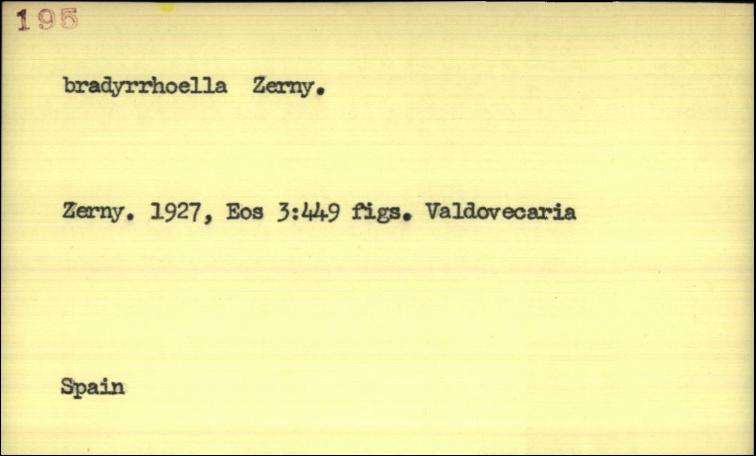 195
bradyrrhoella Zerny.
Zerny. 1927, Eos 3:449 figs. Valdovecaria
Spain